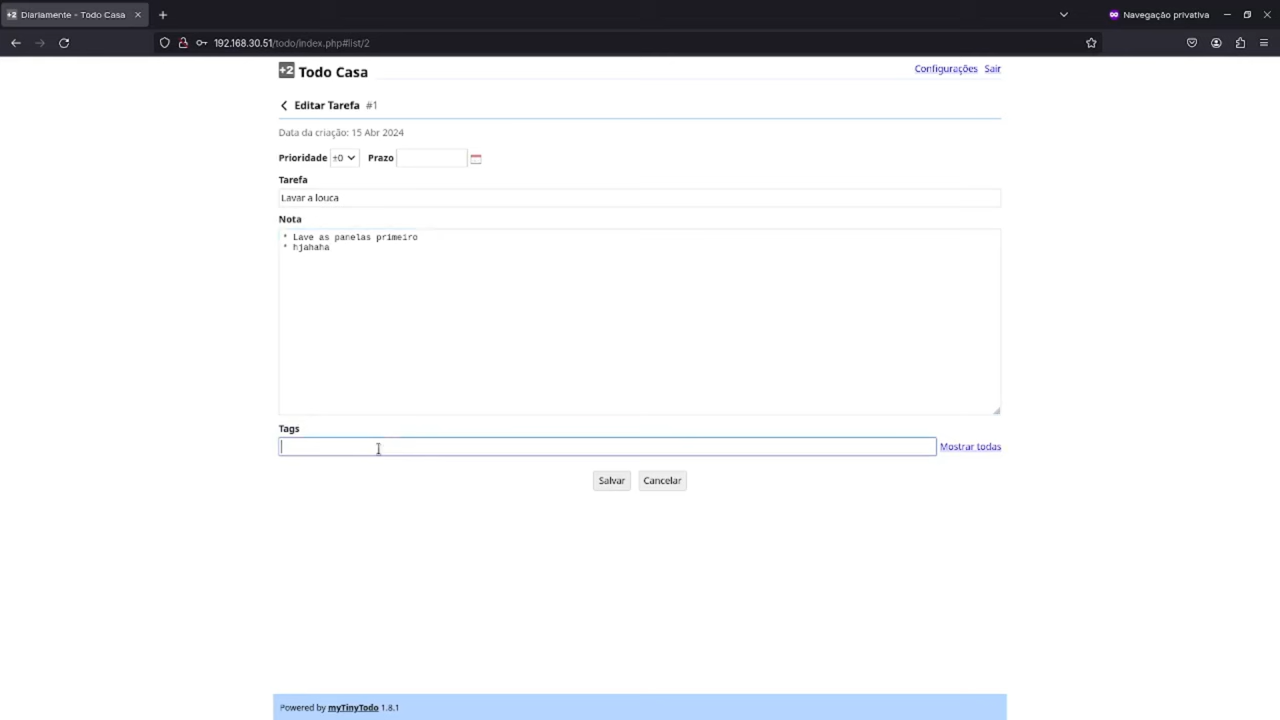 +2 Diariamente - Todo Casa
Navegação privativa
192.168.30.51/todo/index.php#list/2
+2 Todo Casa
Configurações Sair
Editar Tarefa #1
Data da criação: 15 Abr 2024
Prioridade ±0 Prazo
Tarefa
Lavar a louca
Nota
* Lave as panelas primeiro
* hjahaha
Tags
Mostrar todas
Salvar Cancelar
Powered by myTinyTodo 1.8.1